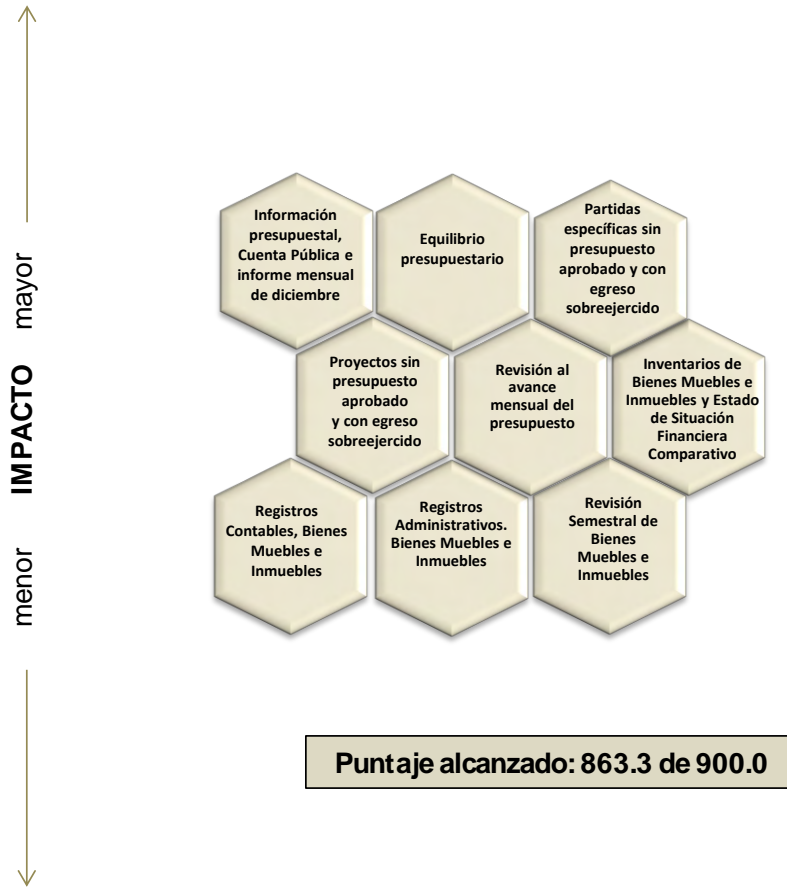 mayor
IMPACTO
menor
Información
presupuestal,
Cuenta Pública e
informe mensual
de diciembre
Equilibrio
presupuestario
Partidas
específicas sin
presupuesto
aprobado y con
egreso
sobreejercido
Proyectos sin
presupuesto
aprobado
y con egreso
sobreejercido
Revisión al
avance
mensual del
presupuesto
Inventarios de
Bienes Muebles e
Inmuebles y Estado
de Situación
Financiera
Comparativo
Registros
Contables, Bienes
Muebles e
Inmuebles
Registros
Administrativos.
Bienes Muebles e
Inmuebles
Revisión
Semestral de
Bienes
Muebles e
Inmuebles
Puntaje alcanzado: 863.3 de 900.0